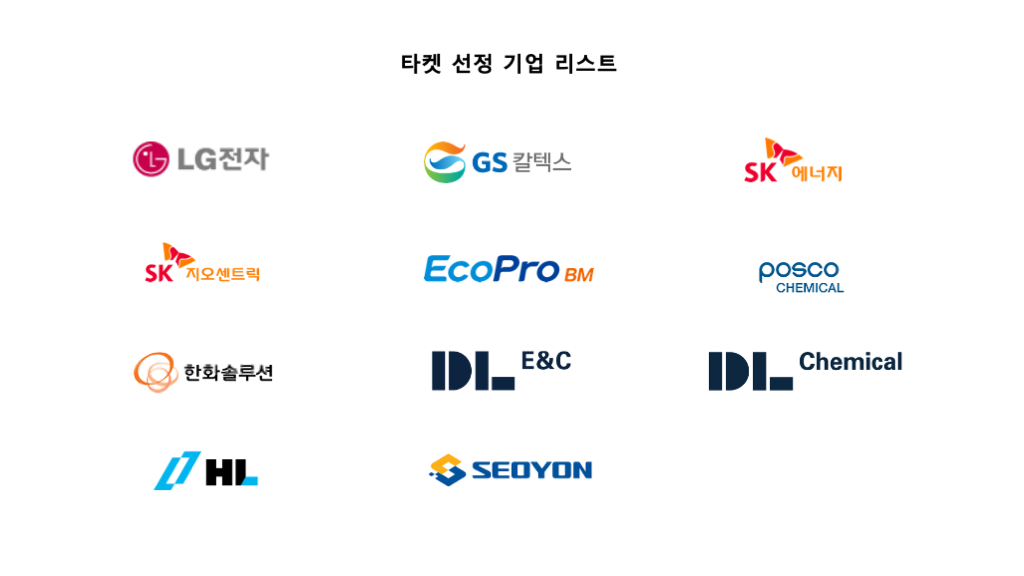 타켓 선정 기업 리스트
LG전자
GS 칼텍스
SK 에너지
SK 지오센트릭
EcoPro BM
posco
CHEMICAL
한화솔루션
DL E&C
DL Chemical
HL
SEOYON